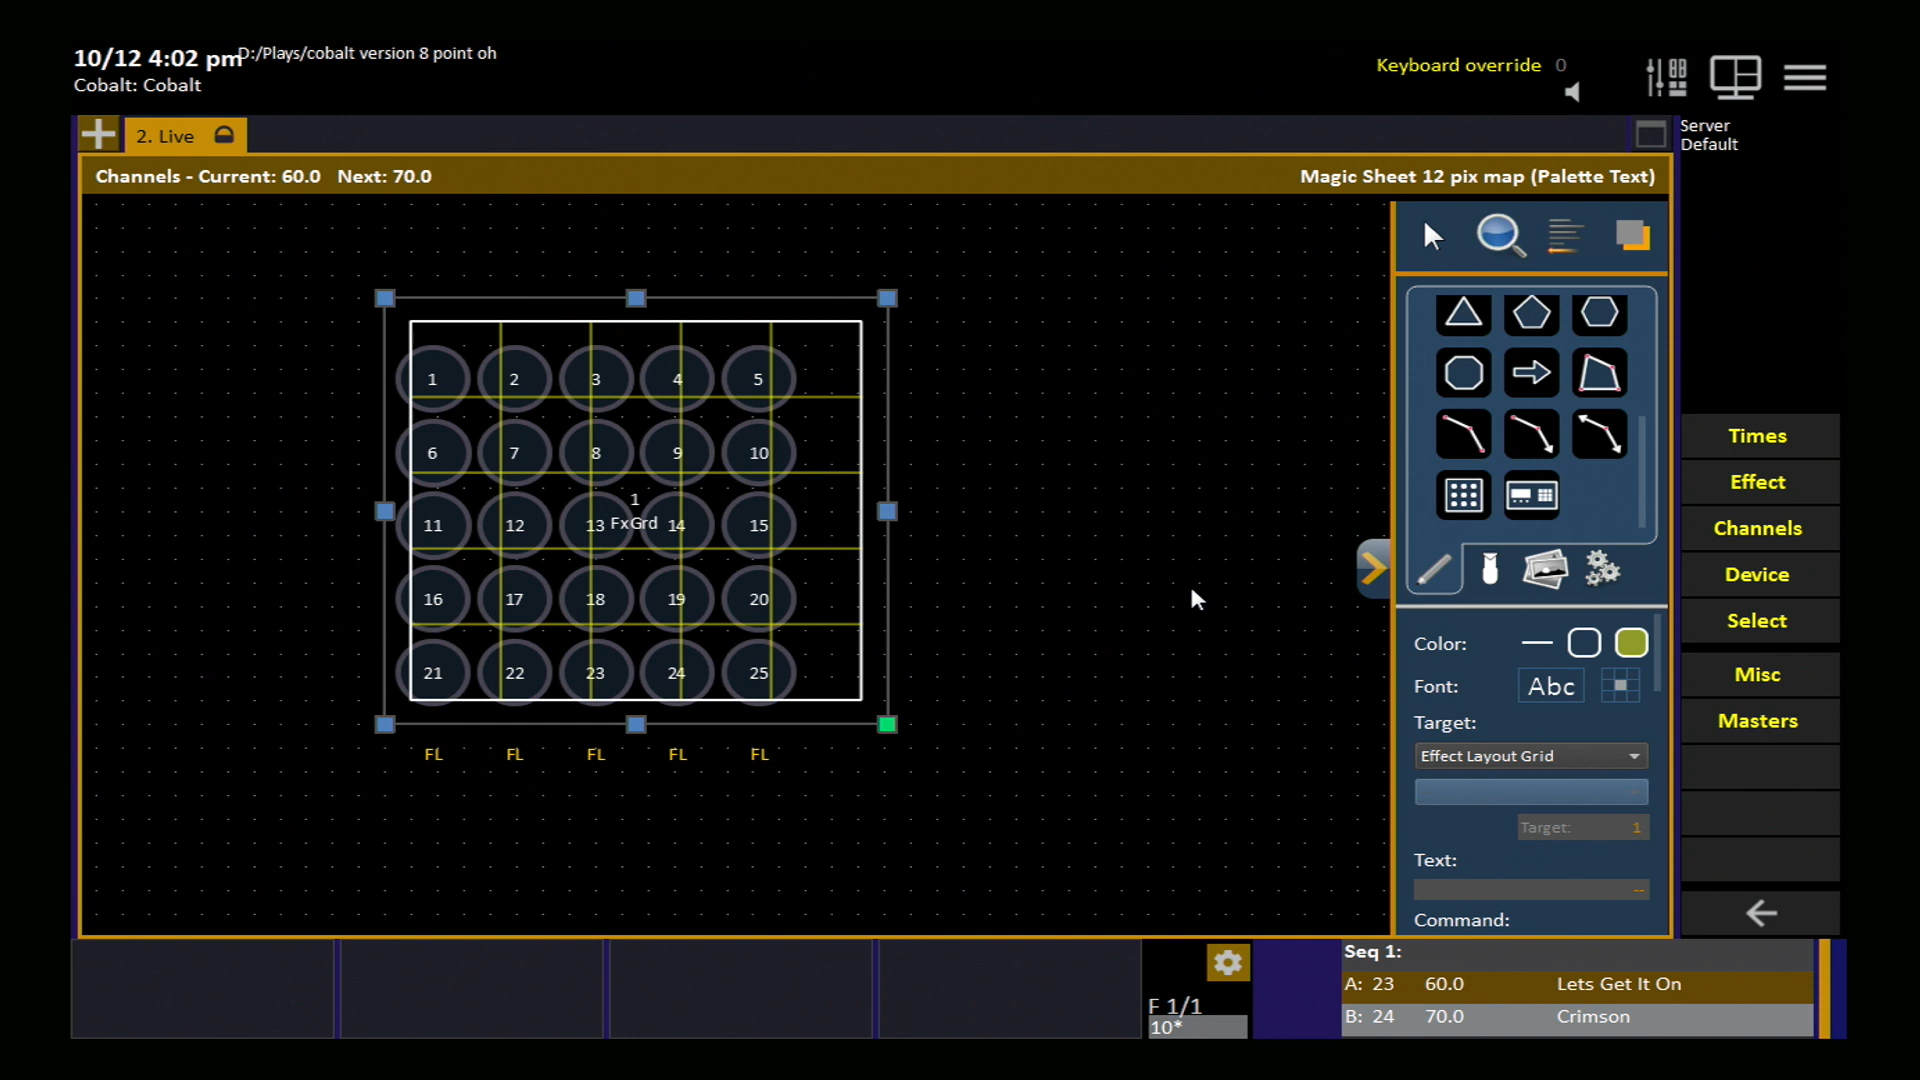 10/12 4:02 pm
D:/Plays/cobalt version 8 point oh
Cobalt: Cobalt
Keyboard override 0
2. Live
Server
Default
Channels - Current: 60.0 Next: 70.0
Magic Sheet 12 pix map (Palette Text)
1 2 3 4 5
6 7 8 9 10
1
11 12 13 FxGrd 14 15
16 17 18 19 20
21 22 23 24 25
FL FL FL FL FL
Color:
Font: Abc
Target:
Effect Layout Grid
Target: 1
Text:
--
Command:
Times
Effect
Channels
Device
Select
Misc
Masters
F 1/1
10*
Seq 1:
A: 23 60.0 Lets Get It On
B: 24 70.0 Crimson